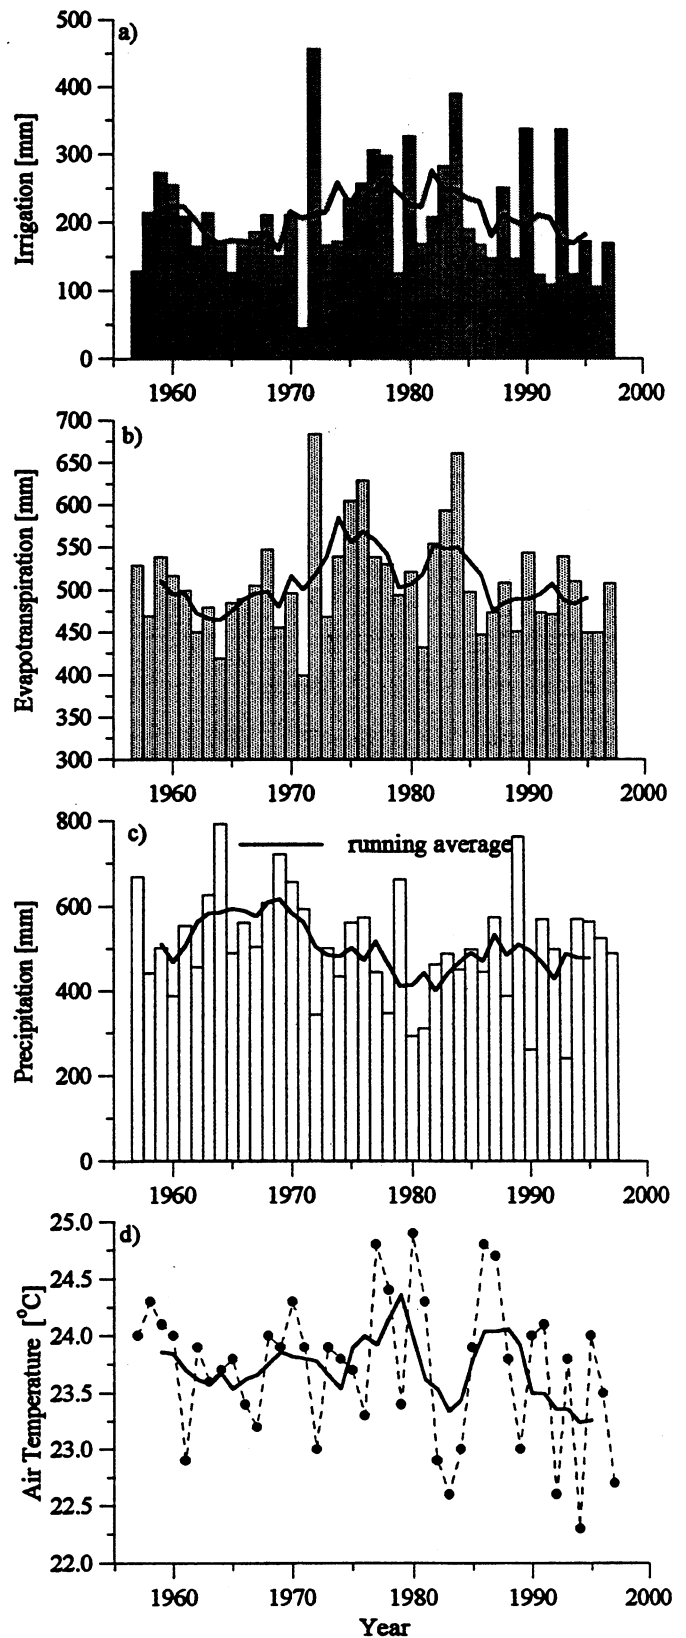 a)
Irrigation [mm]
500
400
300
200
100
0
1960 1970 1980 1990 2000
b)
Evapotranspiration [mm]
700
650
600
550
500
450
400
350
300
1960 1970 1980 1990 2000
c)
running average
Precipitation [mm]
800
600
400
200
0
1960 1970 1980 1990 2000
d)
Air Temperature [°C]
25.0
24.5
24.0
23.5
23.0
22.5
22.0
1960 1970 1980 1990 2000
Year